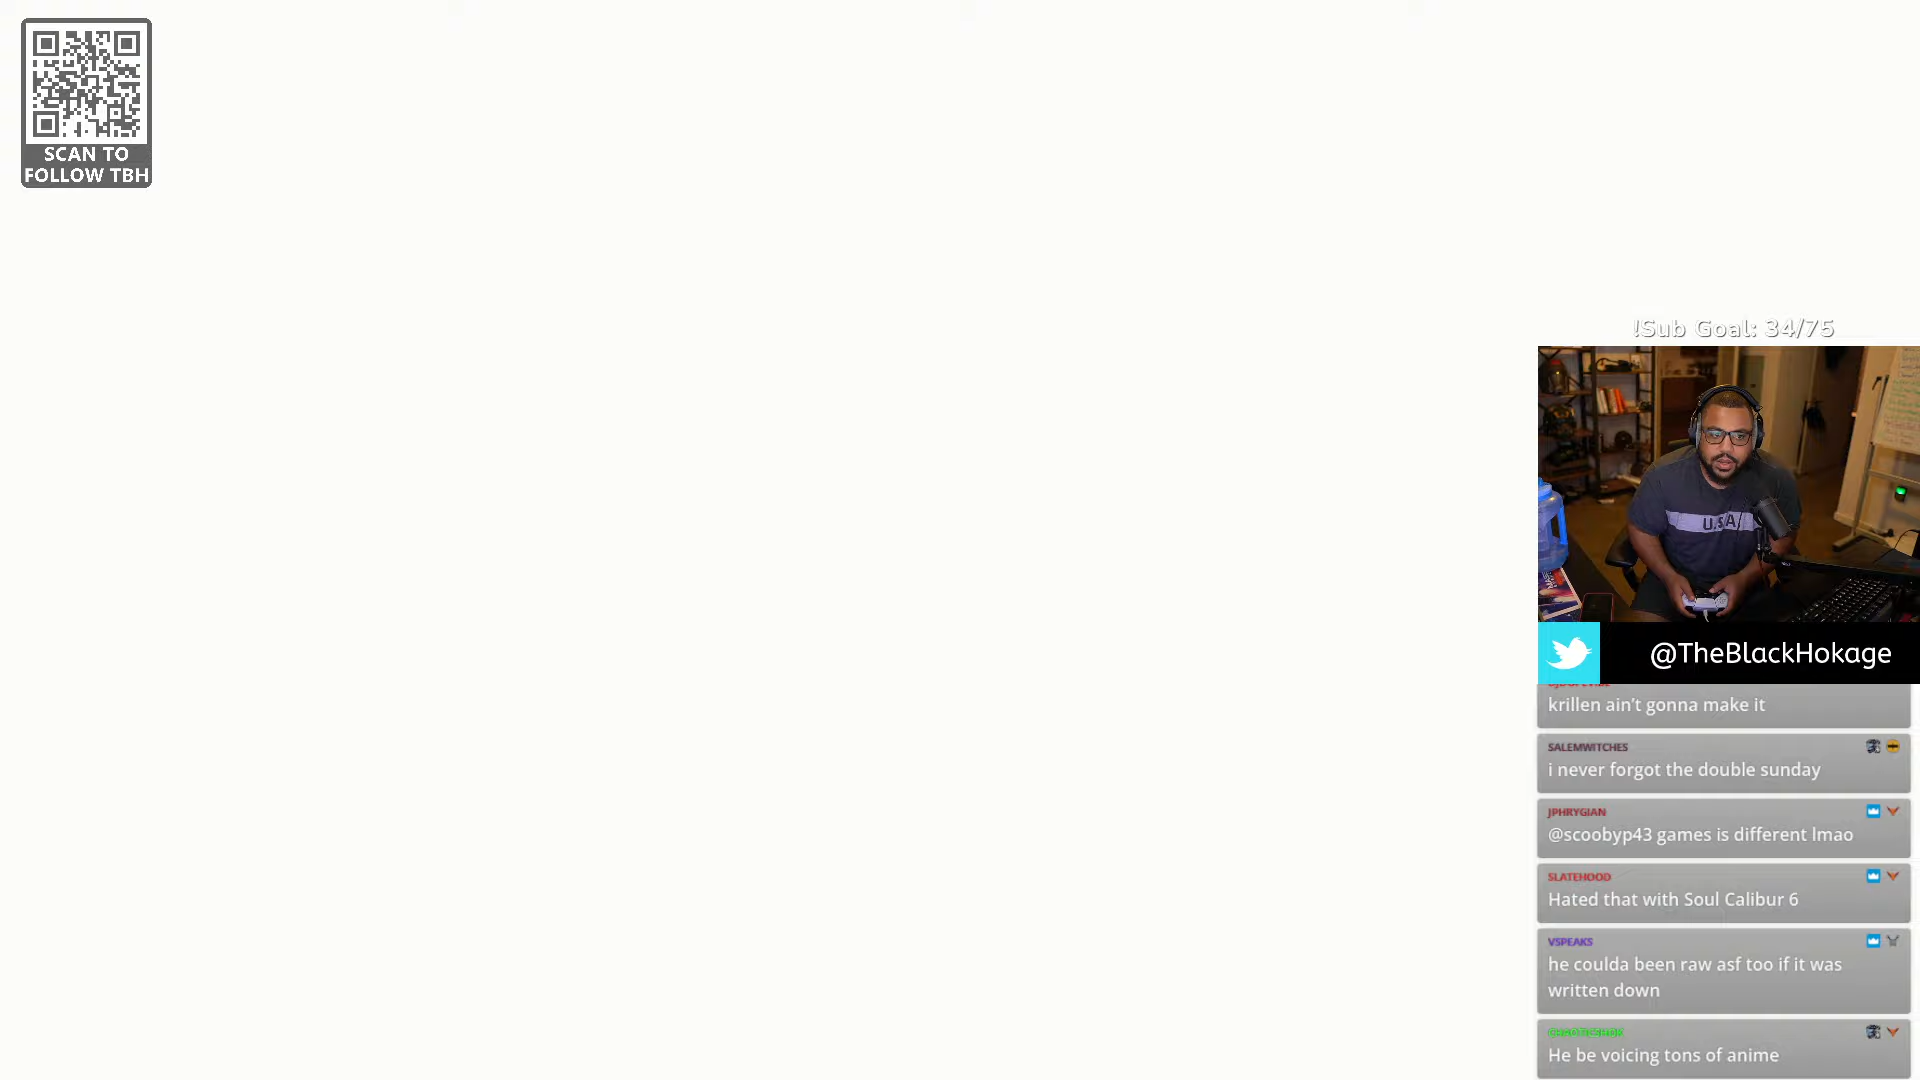 SCAN TO
FOLLOW TBH
!Sub Goal: 34/75
U.S.A
@TheBlackHokage
krillen ain't gonna make it
SALEMWITCHES
i never forgot the double sunday
JPHRYGIAN
@scoobyp43 games is different lmao
SLATEHOOD
Hated that with Soul Calibur 6
VSPEAKS
he coulda been raw asf too if it was
written down
He be voicing tons of anime